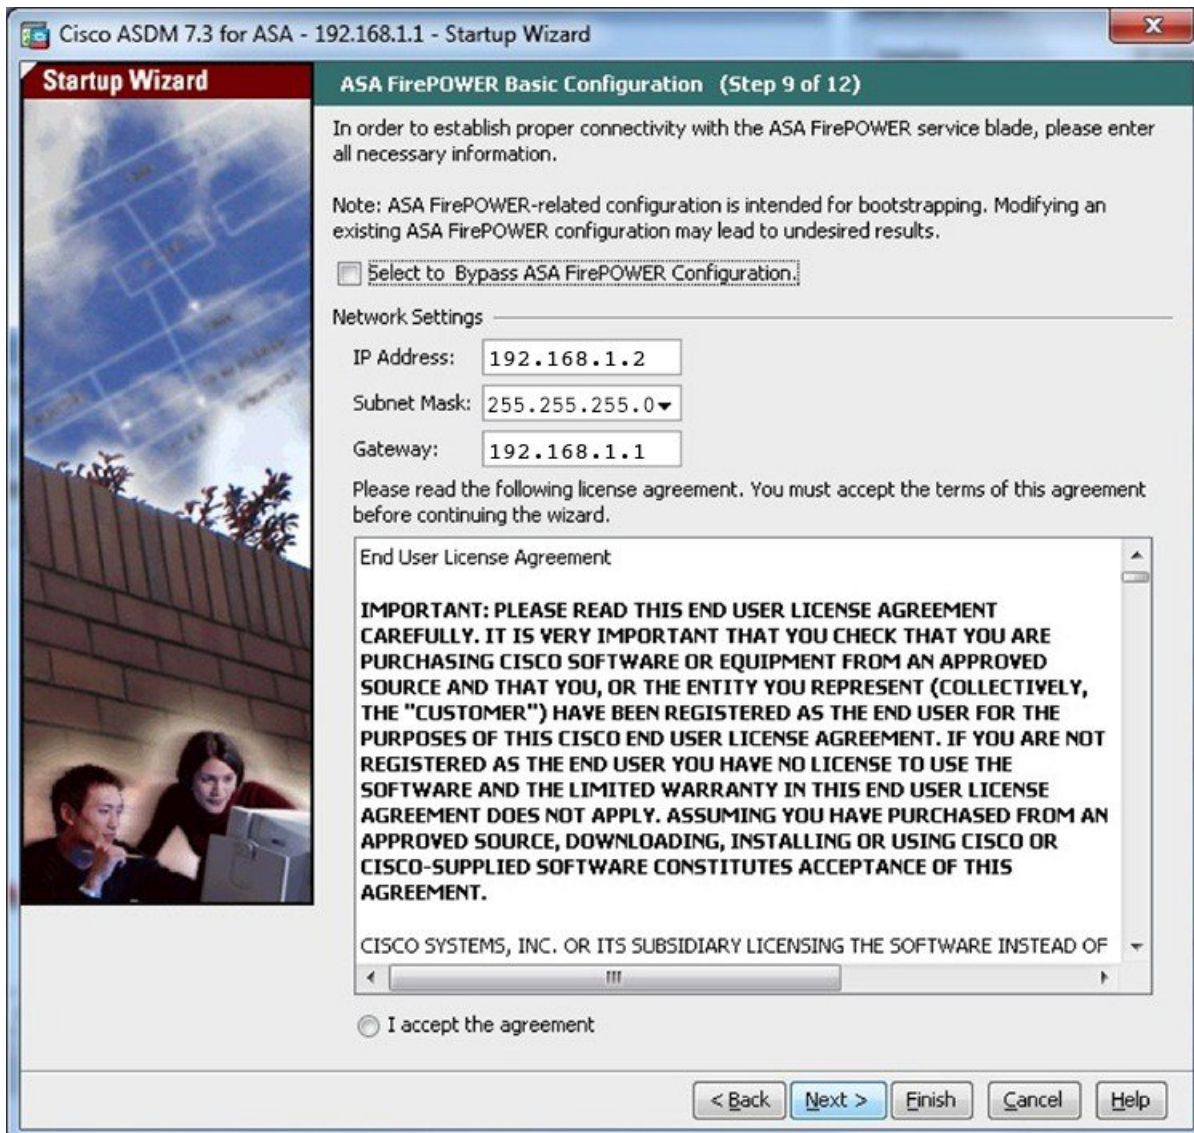 Cisco ASDM 7.3 for ASA - 192.168.1.1 - Startup Wizard
Startup Wizard
ASA FirePOWER Basic Configuration (Step 9 of 12)
In order to establish proper connectivity with the ASA FirePOWER service blade, please enter
all necessary information.
Note: ASA FirePOWER-related configuration is intended for bootstrapping. Modifying an
existing ASA FirePOWER configuration may lead to undesired results.
Select to Bypass ASA FirePOWER Configuration.
Network Settings
IP Address: 192.168.1.2
Subnet Mask: 255.255.255.0
Gateway: 192.168.1.1
Please read the following license agreement. You must accept the terms of this agreement
before continuing the wizard.
End User License Agreement
IMPORTANT: PLEASE READ THIS END USER LICENSE AGREEMENT
CAREFULLY. IT IS VERY IMPORTANT THAT YOU CHECK THAT YOU ARE
PURCHASING CISCO SOFTWARE OR EQUIPMENT FROM AN APPROVED
SOURCE AND THAT YOU, OR THE ENTITY YOU REPRESENT (COLLECTIVELY,
THE "CUSTOMER") HAVE BEEN REGISTERED AS THE END USER FOR THE
PURPOSES OF THIS CISCO END USER LICENSE AGREEMENT. IF YOU ARE NOT
REGISTERED AS THE END USER YOU HAVE NO LICENSE TO USE THE
SOFTWARE AND THE LIMITED WARRANTY IN THIS END USER LICENSE
AGREEMENT DOES NOT APPLY. ASSUMING YOU HAVE PURCHASED FROM AN
APPROVED SOURCE, DOWNLOADING, INSTALLING OR USING CISCO OR
CISCO-SUPPLIED SOFTWARE CONSTITUTES ACCEPTANCE OF THIS
AGREEMENT.
CISCO SYSTEMS, INC. OR ITS SUBSIDIARY LICENSING THE SOFTWARE INSTEAD OF
I accept the agreement
< Back Next > Finish Cancel Help